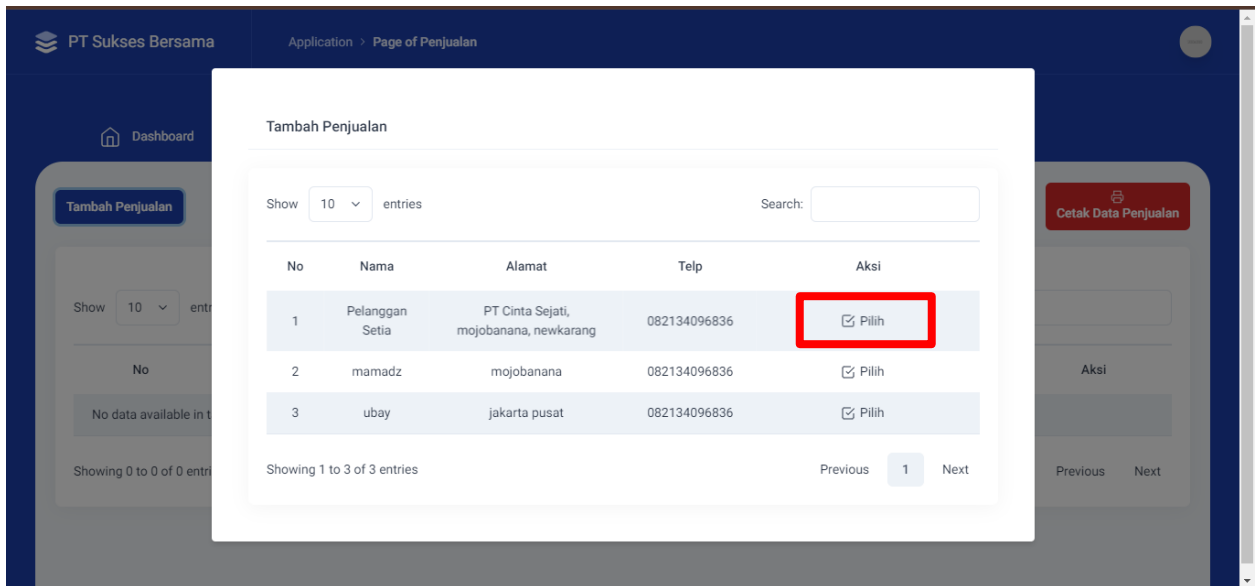 PT Sukses Bersama
Application > Page of Penjualan
Dashboard
Tambah Penjualan
Cetak Data Penjualan
Show 10 entr
No
Aksi
No data available in t
Showing 0 to 0 of 0 entri
Previous Next
Tambah Penjualan
Show 10 entries
Search:
No Nama Alamat Telp Aksi
1 Pelanggan Setia PT Cinta Sejati, mojobanana, newkarang 082134096836 Pilih
2 mamadz mojobanana 082134096836 Pilih
3 ubay jakarta pusat 082134096836 Pilih
Showing 1 to 3 of 3 entries
Previous 1 Next